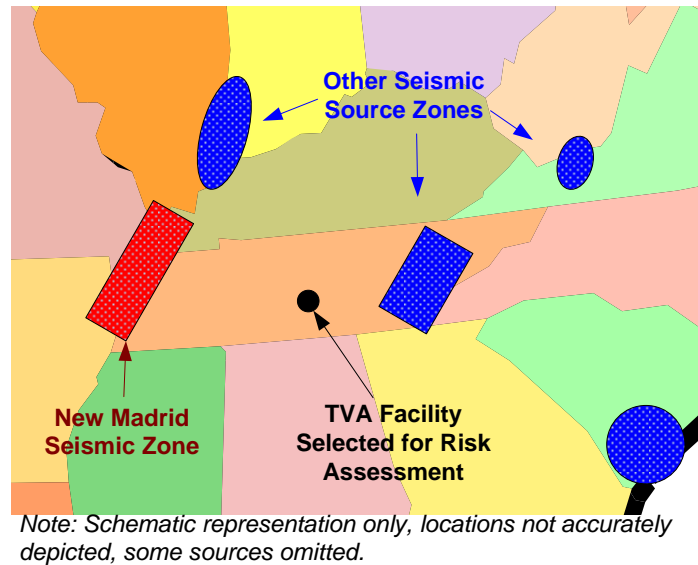 Other Seismic
Source Zones
New Madrid
Seismic Zone
TVA Facility
Selected for Risk
Assessment
Note: Schematic representation only, locations not accurately
depicted, some sources omitted.